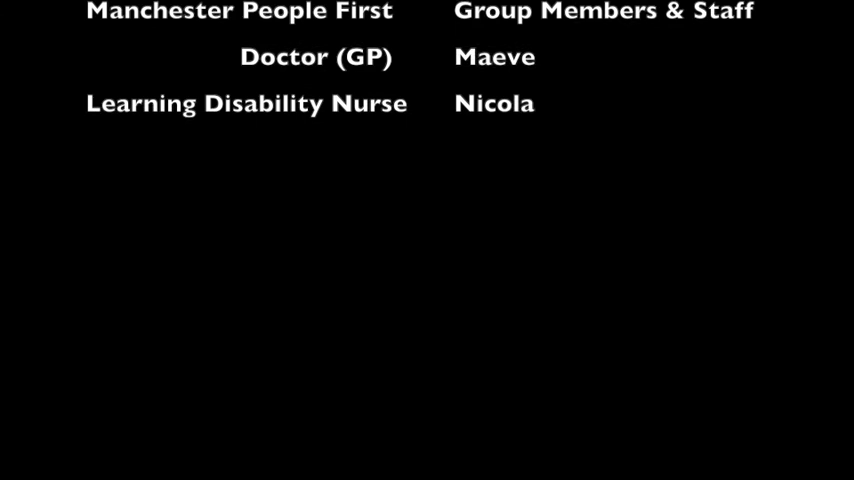 Manchester People First Group Members & Staff
Doctor (GP) Maeve
Learning Disability Nurse Nicola